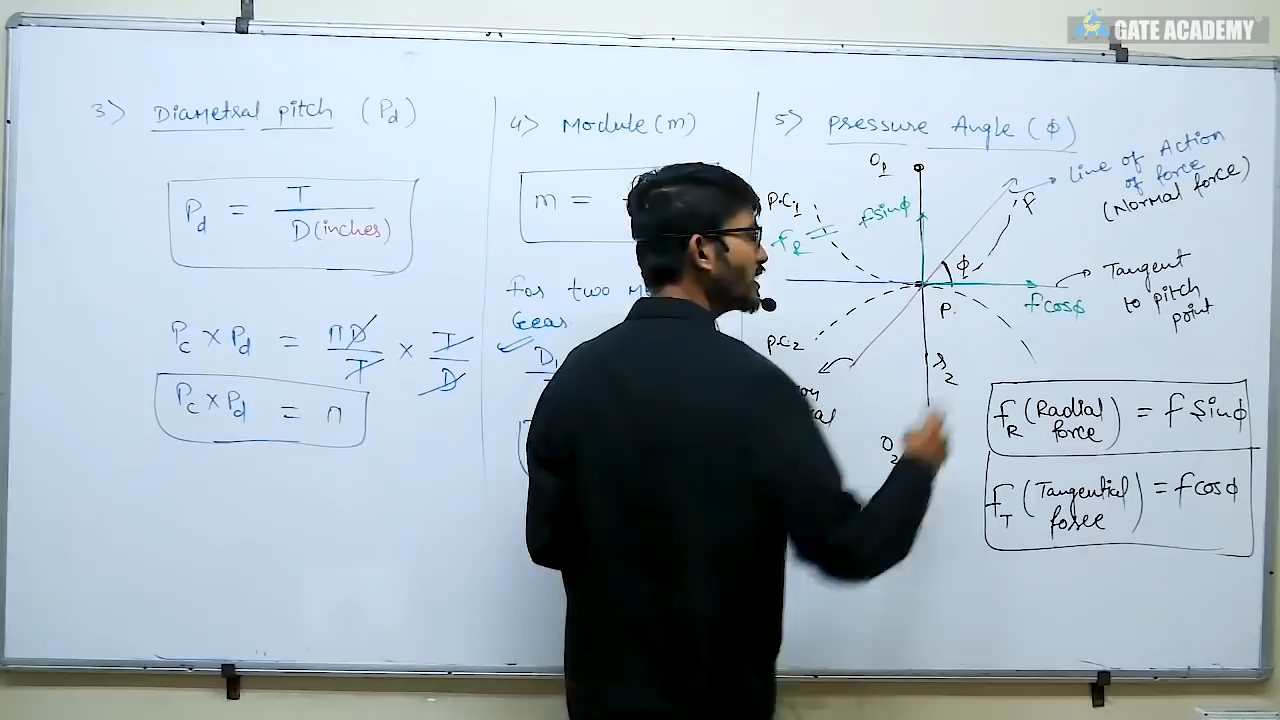 GATE ACADEMY
3> Diametral pitch (Pd)
Pd = T / D (inches)
Pc × Pd = πD / T × T / D
Pc × Pd = π
4> Module (m)
m =
for two
Gear
D1
5> Pressure Angle (ϕ)
O1
P.C1
fR
f sinϕ
F
Line of Action
of force
(Normal force)
ϕ
Tangent
to pitch
point
f cosϕ
P.
P.C2
r2
O2
fR (Radial force) = f sinϕ
fT (Tangential force) = f cosϕ